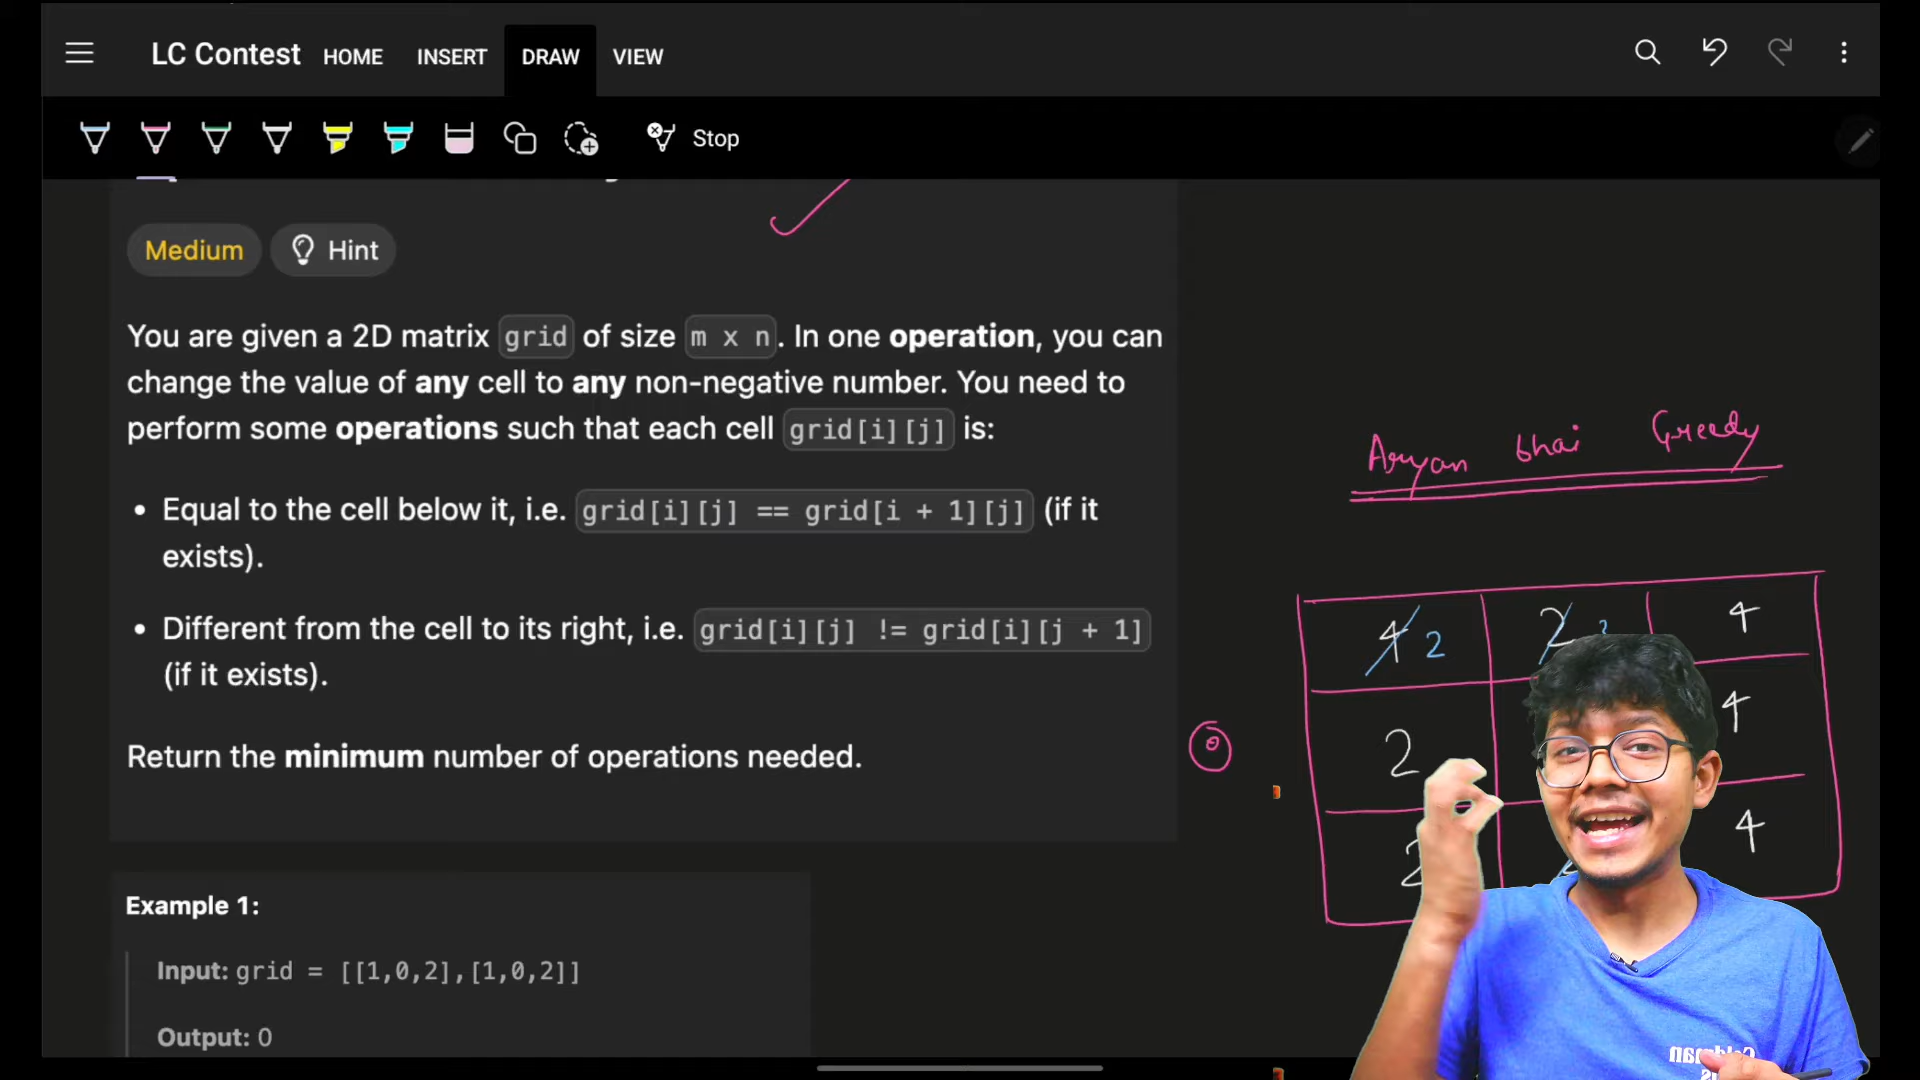 LC Contest HOME INSERT DRAW VIEW
Stop
Medium Hint
You are given a 2D matrix grid of size m x n. In one operation, you can
change the value of any cell to any non-negative number. You need to
perform some operations such that each cell grid[i][j] is:
• Equal to the cell below it, i.e. grid[i][j] == grid[i + 1][j] (if it
exists).
• Different from the cell to its right, i.e. grid[i][j] != grid[i][j + 1]
(if it exists).
Return the minimum number of operations needed.
Example 1:
Input: grid = [[1,0,2],[1,0,2]]
Output: 0
Aryan bhai Greedy
4 2 2 4
2 4
2 4